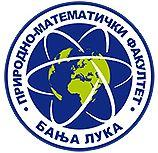 ПРИРОДНО-МАТЕМАТИЧКИ ФАКУЛТЕТ
БАЊА ЛУКА